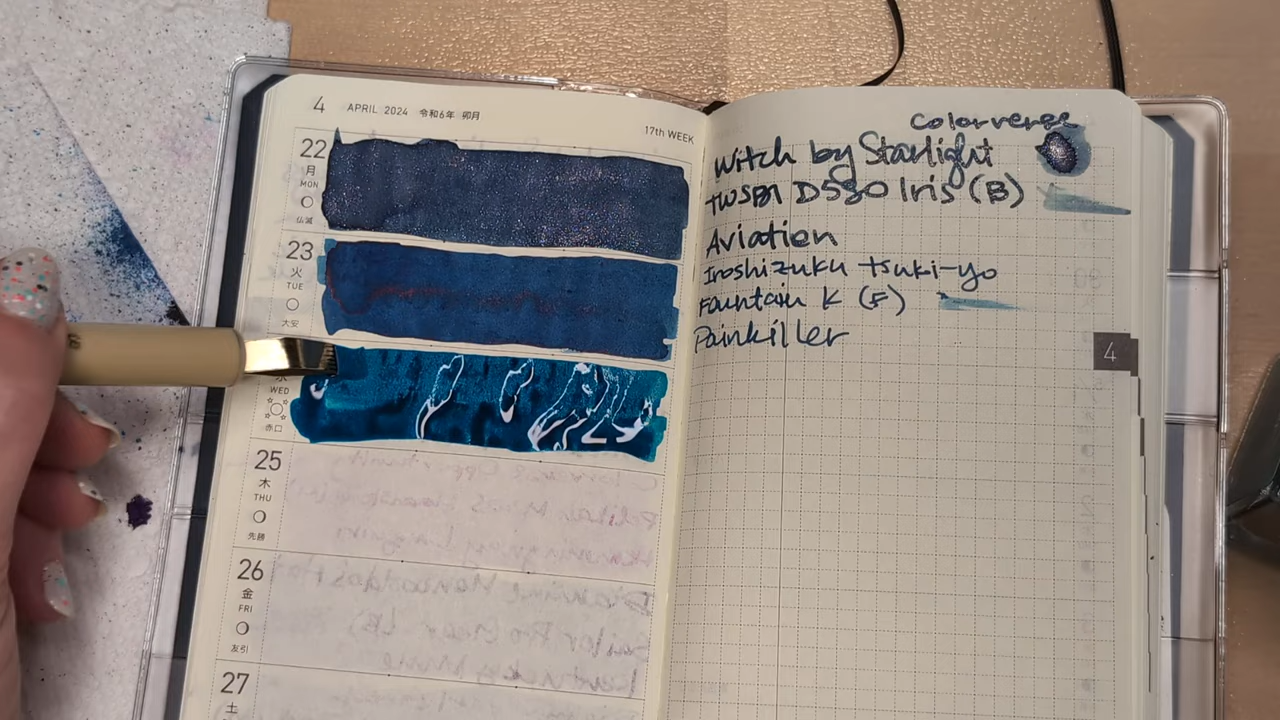 4 APRIL 2024 令和6年 卯月
17th WEEK
22
月
MON
仏滅
23
火
TUE
大安
水
WED
赤口
25
木
THU
先勝
26
金
FRI
友引
27
土
Colorverse
Witch by Starlight
TWSBI D580 Iris (B)
Aviation
Iroshizuku tsuki-yo
Fountain K (F)
Painkiller
4